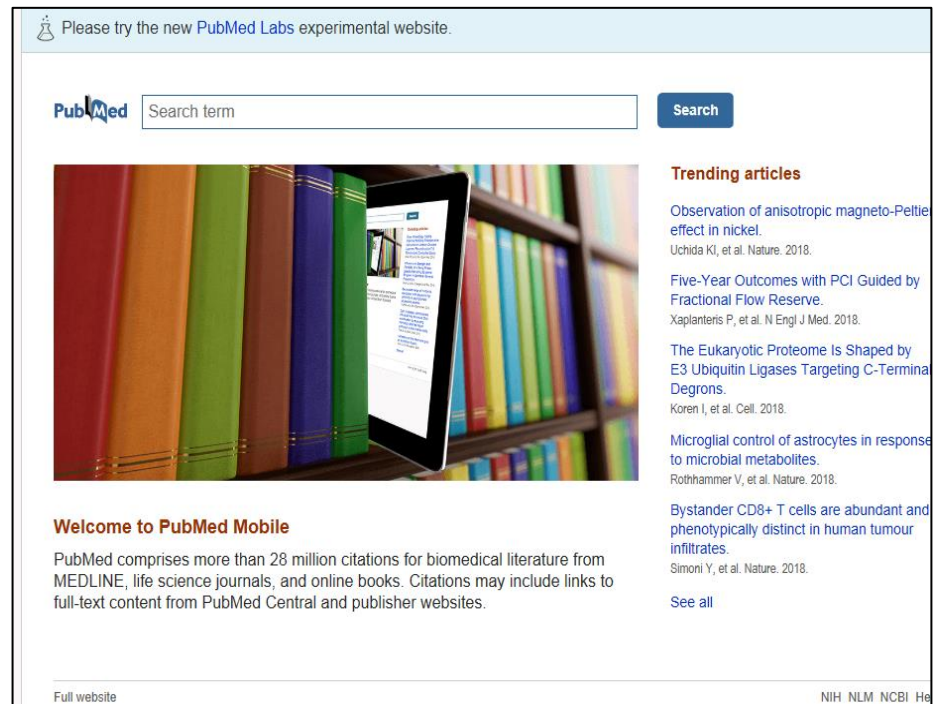 Please try the new PubMed Labs experimental website.
PubMed
Search term
Search
Trending articles
Observation of anisotropic magneto-Peltier
effect in nickel.
Uchida KI, et al. Nature. 2018.
Five-Year Outcomes with PCI Guided by
Fractional Flow Reserve.
Xaplanteris P, et al. N Engl J Med. 2018.
The Eukaryotic Proteome Is Shaped by
E3 Ubiquitin Ligases Targeting C-Terminal
Degrons.
Koren I, et al. Cell. 2018.
Microglial control of astrocytes in response
to microbial metabolites.
Rothhammer V, et al. Nature. 2018.
Bystander CD8+ T cells are abundant and
phenotypically distinct in human tumour
infiltrates.
Simoni Y, et al. Nature. 2018.
See all
Welcome to PubMed Mobile
PubMed comprises more than 28 million citations for biomedical literature from
MEDLINE, life science journals, and online books. Citations may include links to
full-text content from PubMed Central and publisher websites.
Full website
NIH NLM NCBI He